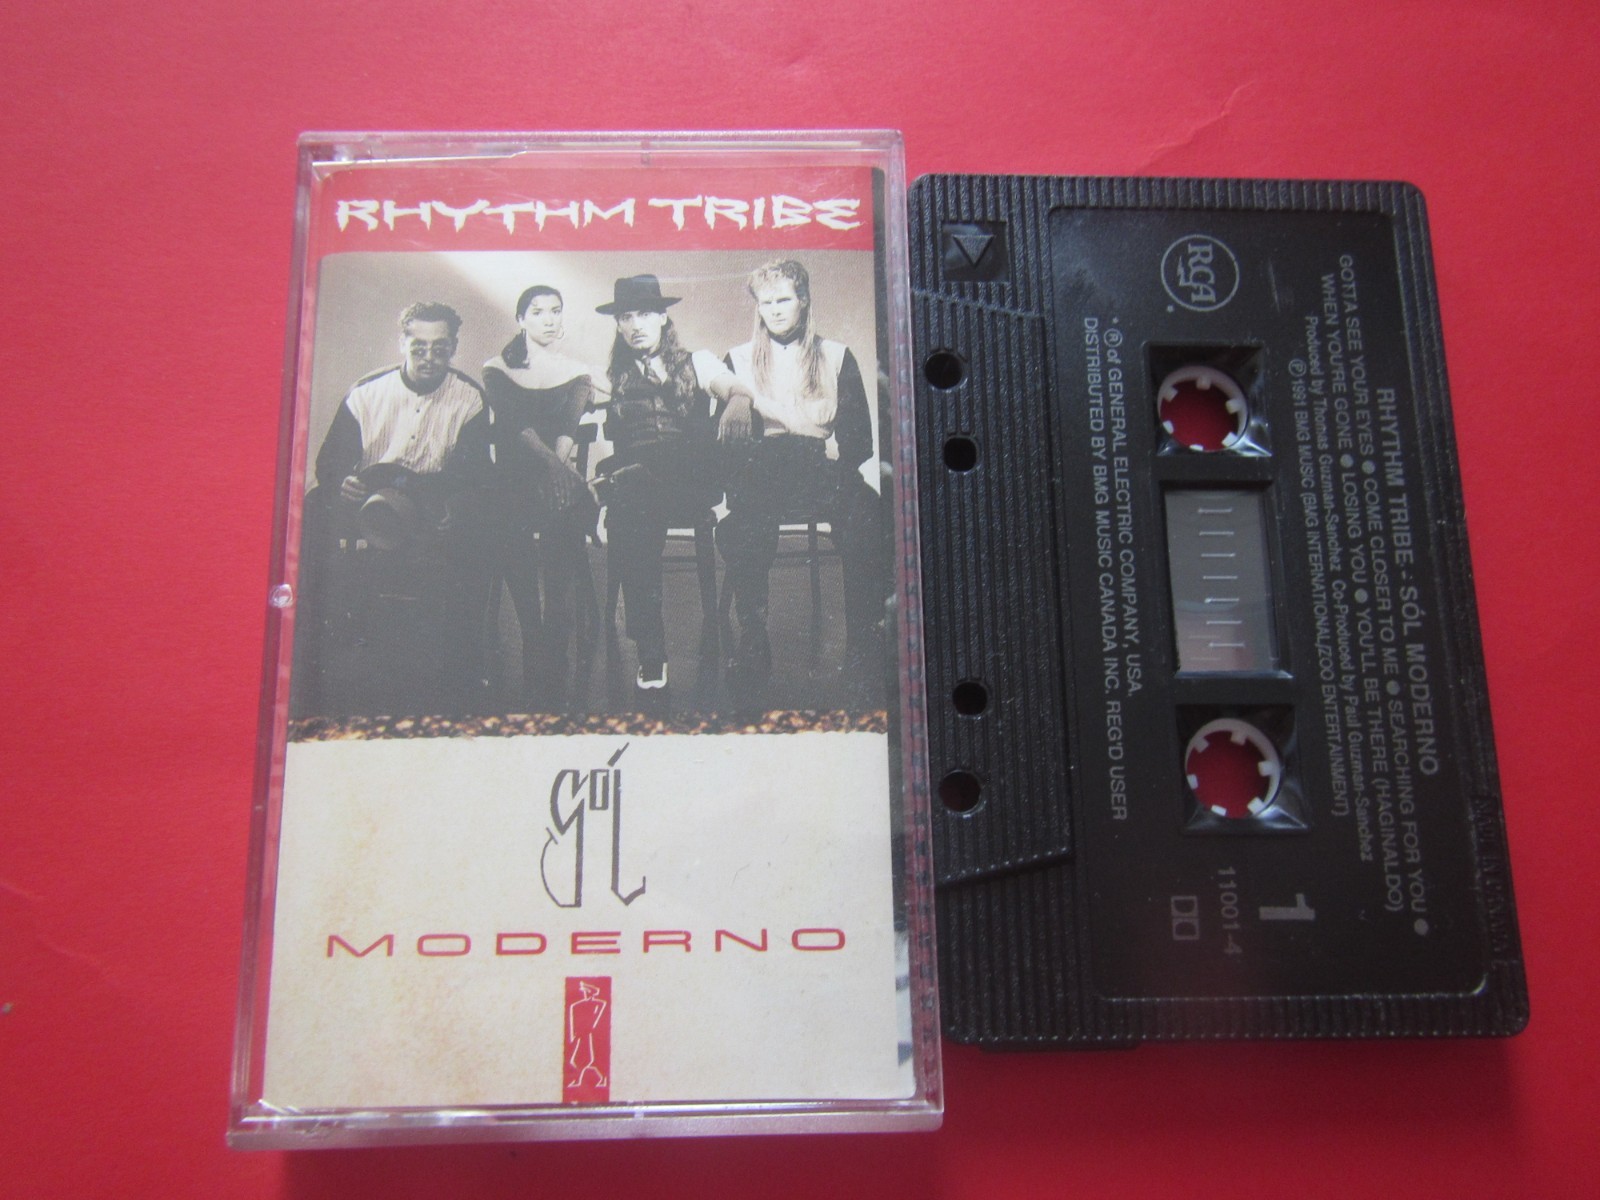 RHYTHM TRIBE
SÓL
MODERNO
RHYTHM TRIBE - SÓL MODERNO
GOTTA SEE YOUR EYES ● COME CLOSER TO ME ● SEARCHING FOR YOU ●
WHEN YOU'RE GONE ● LOSING YOU ● YOU'LL BE THERE (HAGINALDO)
Produced by Thomas Guzman-Sanchez Co-Produced by Paul Guzman-Sanchez
Ⓟ 1991 BMG MUSIC (BMG INTERNATIONAL/ZOO ENTERTAINMENT)
RCA
1
11001-4
* ® of GENERAL ELECTRIC COMPANY, USA.
DISTRIBUTED BY BMG MUSIC CANADA INC. REG'D USER